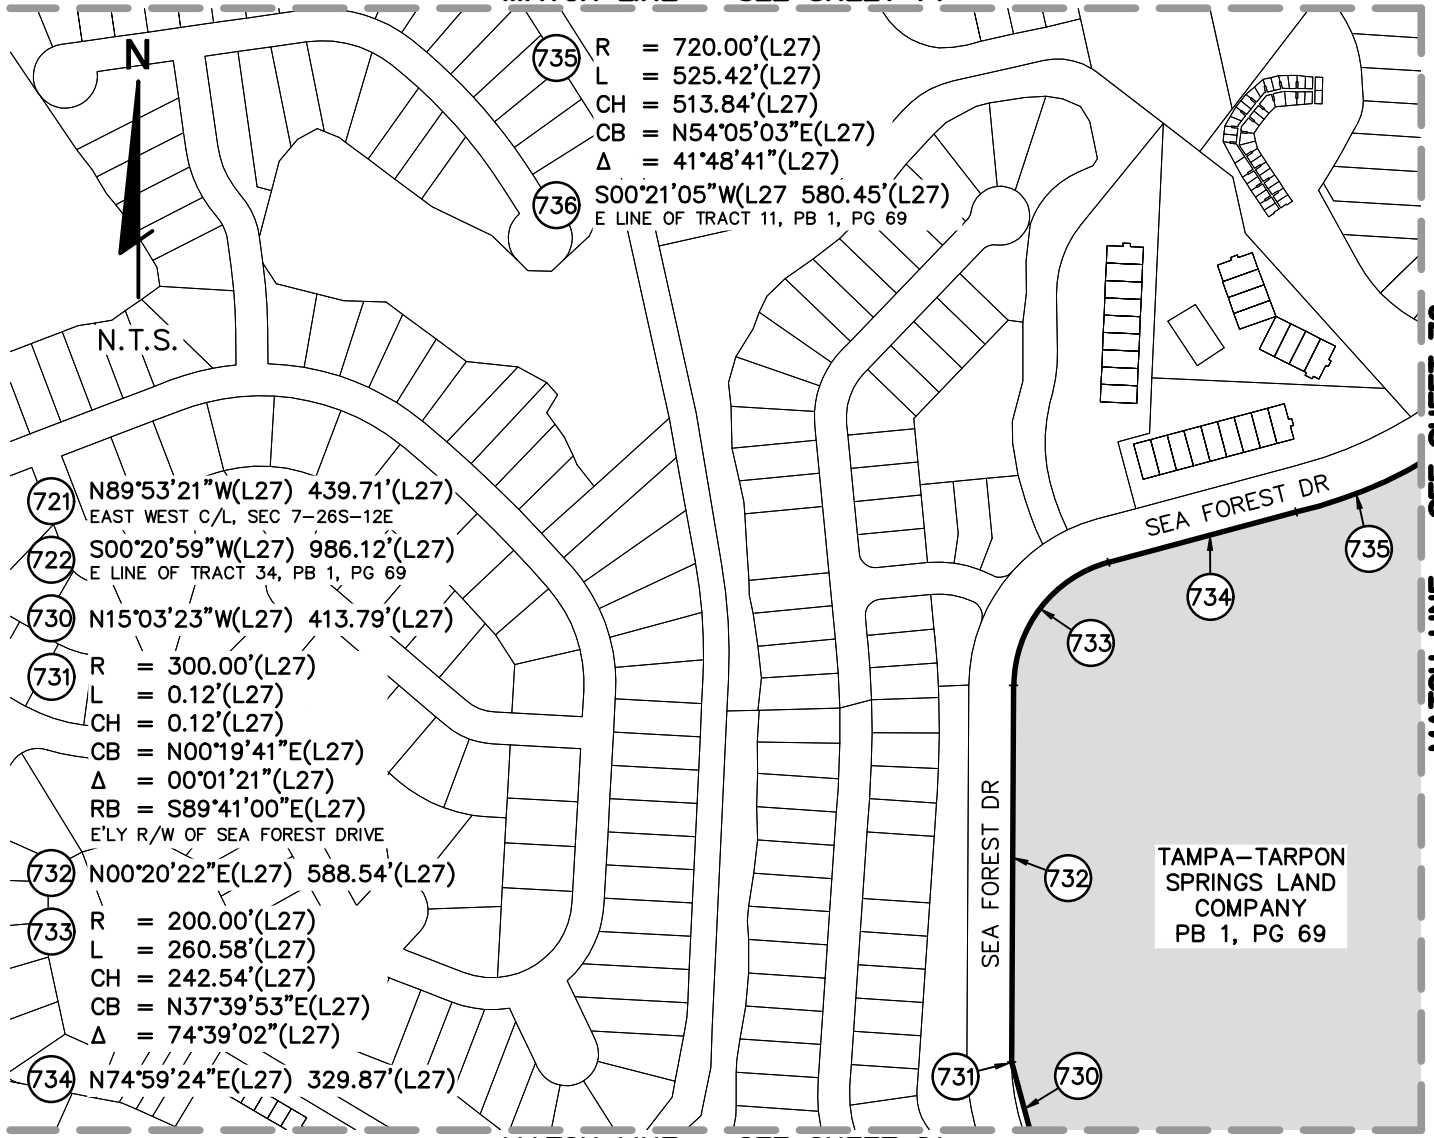 N
N.T.S.
735
R = 720.00'(L27)
L = 525.42'(L27)
CH = 513.84'(L27)
CB = N54°05'03"E(L27)
Δ = 41°48'41"(L27)
736 S00°21'05"W(L27 580.45'(L27)
E LINE OF TRACT 11, PB 1, PG 69
721 N89°53'21"W(L27) 439.71'(L27)
EAST WEST C/L, SEC 7-26S-12E
722 S00°20'59"W(L27) 986.12'(L27)
E LINE OF TRACT 34, PB 1, PG 69
730 N15°03'23"W(L27) 413.79'(L27)
731
R = 300.00'(L27)
L = 0.12'(L27)
CH = 0.12'(L27)
CB = N00°19'41"E(L27)
Δ = 00°01'21"(L27)
RB = S89°41'00"E(L27)
E'LY R/W OF SEA FOREST DRIVE
732 N00°20'22"E(L27) 588.54'(L27)
733
R = 200.00'(L27)
L = 260.58'(L27)
CH = 242.54'(L27)
CB = N37°39'53"E(L27)
Δ = 74°39'02"(L27)
734 N74°59'24"E(L27) 329.87'(L27)
SEA FOREST DR
735
734
733
SEA FOREST DR
732
TAMPA-TARPON
SPRINGS LAND
COMPANY
PB 1, PG 69
731
730